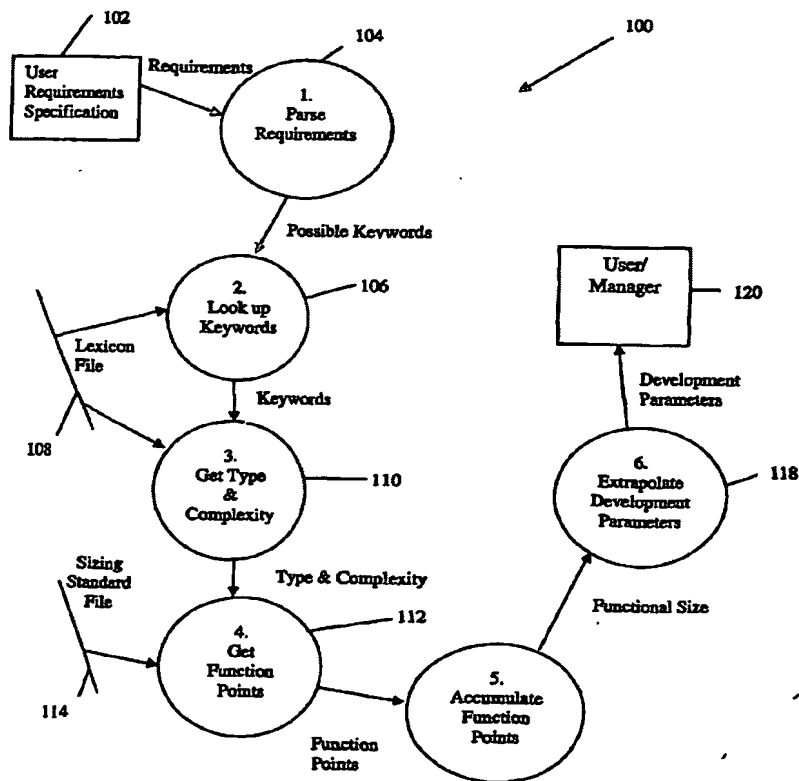 102
104
100
User
Requirements
Specification
Requirements
1.
Parse
Requirements
Possible Keywords
User/
Manager
120
2.
Look up
Keywords
106
Lexicon
File
108
Keywords
Development
Parameters
3.
Get Type
&
Complexity
110
6.
Extrapolate
Development
Parameters
118
Sizing
Standard
File
114
Type & Complexity
Functional Size
4.
Get
Function
Points
112
5.
Accumulate
Function
Points
Function
Points